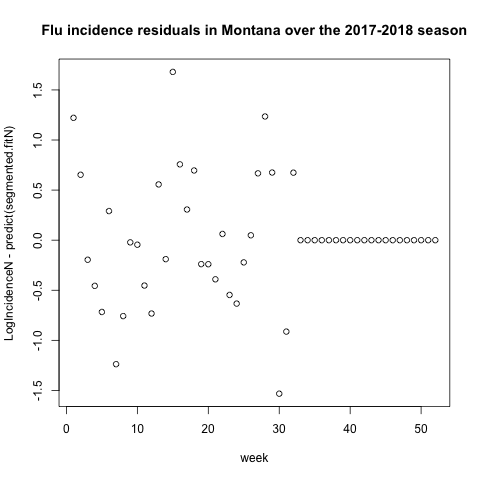 Flu incidence residuals in Montana over the 2017-2018 season
LogIncidenceN - predict(segmented.fitN)
1.5
1.0
0.5
0.0
-0.5
-1.0
-1.5
0 10 20 30 40 50
week